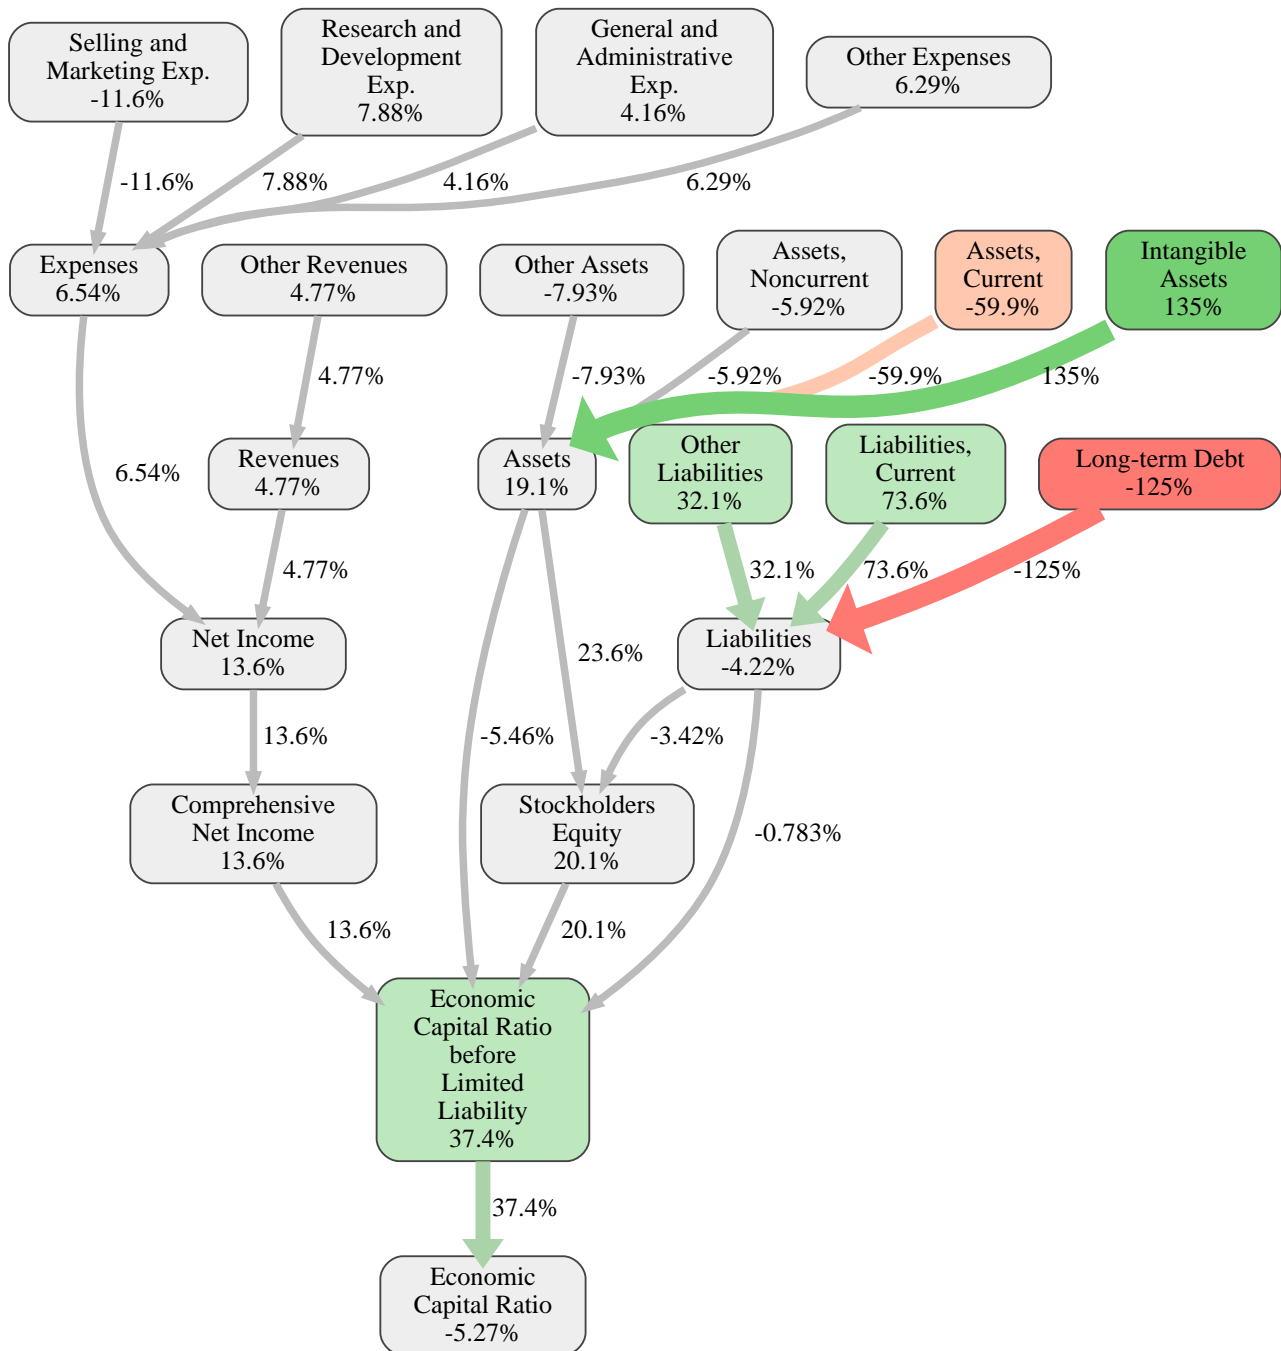 Selling and
Marketing Exp.
-11.6%
Research and
Development
Exp.
7.88%
General and
Administrative
Exp.
4.16%
Other Expenses
6.29%
-11.6%
7.88%
4.16%
6.29%
Expenses
6.54%
Other Revenues
4.77%
Other Assets
-7.93%
Assets,
Noncurrent
-5.92%
Assets,
Current
-59.9%
Intangible
Assets
135%
4.77%
-7.93%
-5.92%
-59.9%
135%
6.54%
Revenues
4.77%
Assets
19.1%
Other
Liabilities
32.1%
Liabilities,
Current
73.6%
Long-term Debt
-125%
4.77%
32.1%
73.6%
-125%
Net Income
13.6%
23.6%
Liabilities
-4.22%
13.6%
-5.46%
-3.42%
Comprehensive
Net Income
13.6%
Stockholders
Equity
20.1%
-0.783%
13.6%
20.1%
Economic
Capital Ratio
before
Limited
Liability
37.4%
37.4%
Economic
Capital Ratio
-5.27%